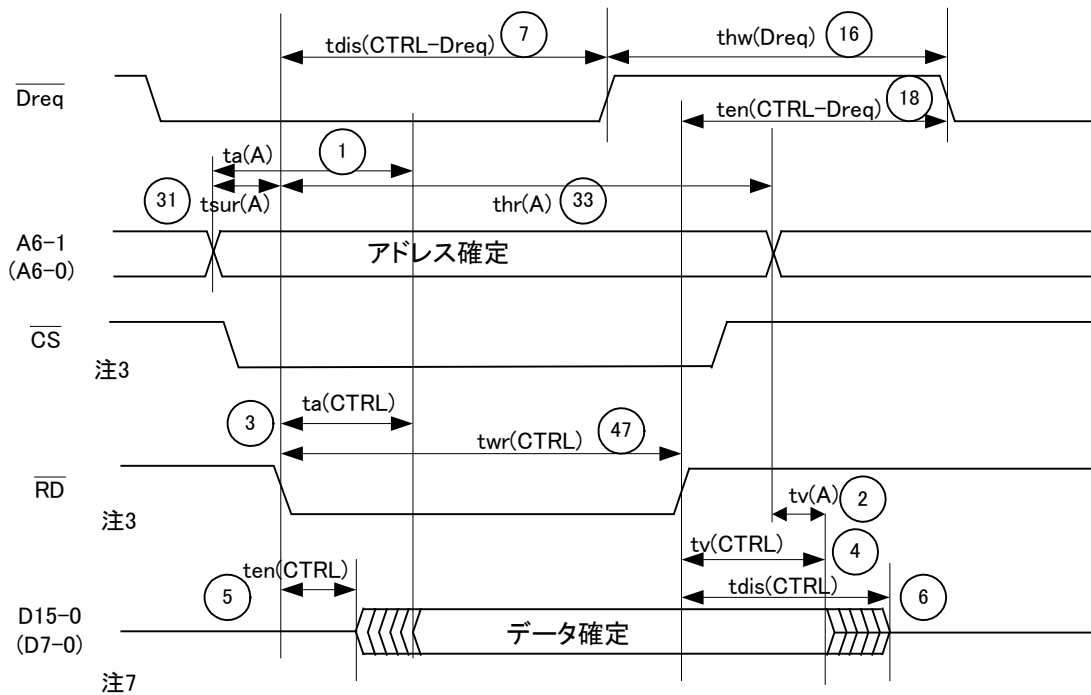 tdis(CTRL-Dreq) 7 thw(Dreq) 16
Dreq
ten(CTRL-Dreq) 18
ta(A) 1
31 tsur(A) thr(A) 33
A6-1
(A6-0)
アドレス確定
CS
注3
3 ta(CTRL)
twr(CTRL) 47
RD
注3
tv(A) 2
tv(CTRL) 4
5 ten(CTRL)
tdis(CTRL) 6
D15-0
(D7-0)
データ確定
注7